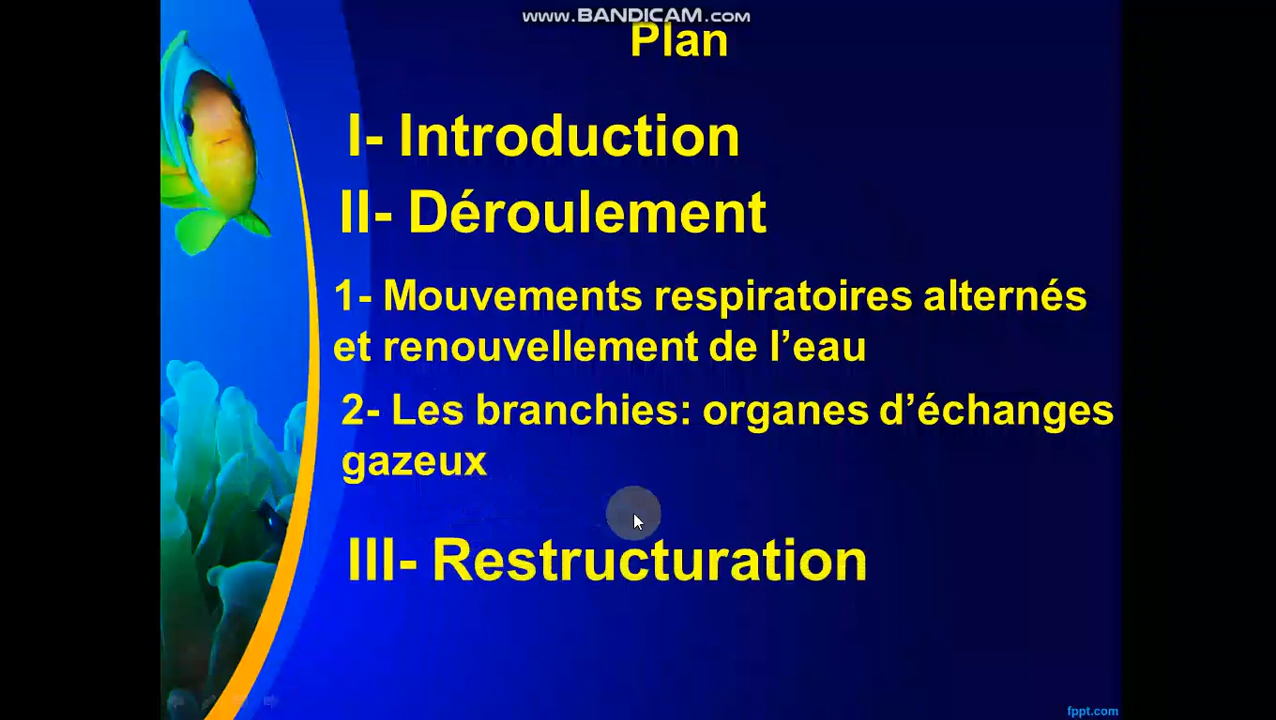 www.BANDICAM.com
Plan
I- Introduction
II- Déroulement
1- Mouvements respiratoires alternés
et renouvellement de l’eau
2- Les branchies: organes d’échanges
gazeux
III- Restructuration
fppt.com